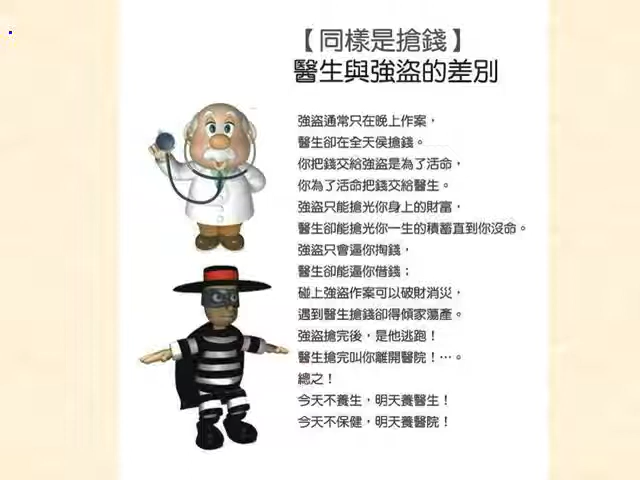 【同樣是搶錢】
醫生與強盜的差別
強盜通常只在晚上作案，
醫生卻在全天侯搶錢。
你把錢交給強盜是為了活命，
你為了活命把錢交給醫生。
強盜只能搶光你身上的財富，
醫生卻能搶光你一生的積蓄直到你沒命。
強盜只會逼你掏錢，
醫生卻能逼你借錢；
碰上強盜作案可以破財消災，
遇到醫生搶錢卻得傾家蕩產。
強盜搶完後，是他逃跑！
醫生搶完叫你離開醫院！⋯。
總之！
今天不養生，明天養醫生！
今天不保健，明天養醫院！